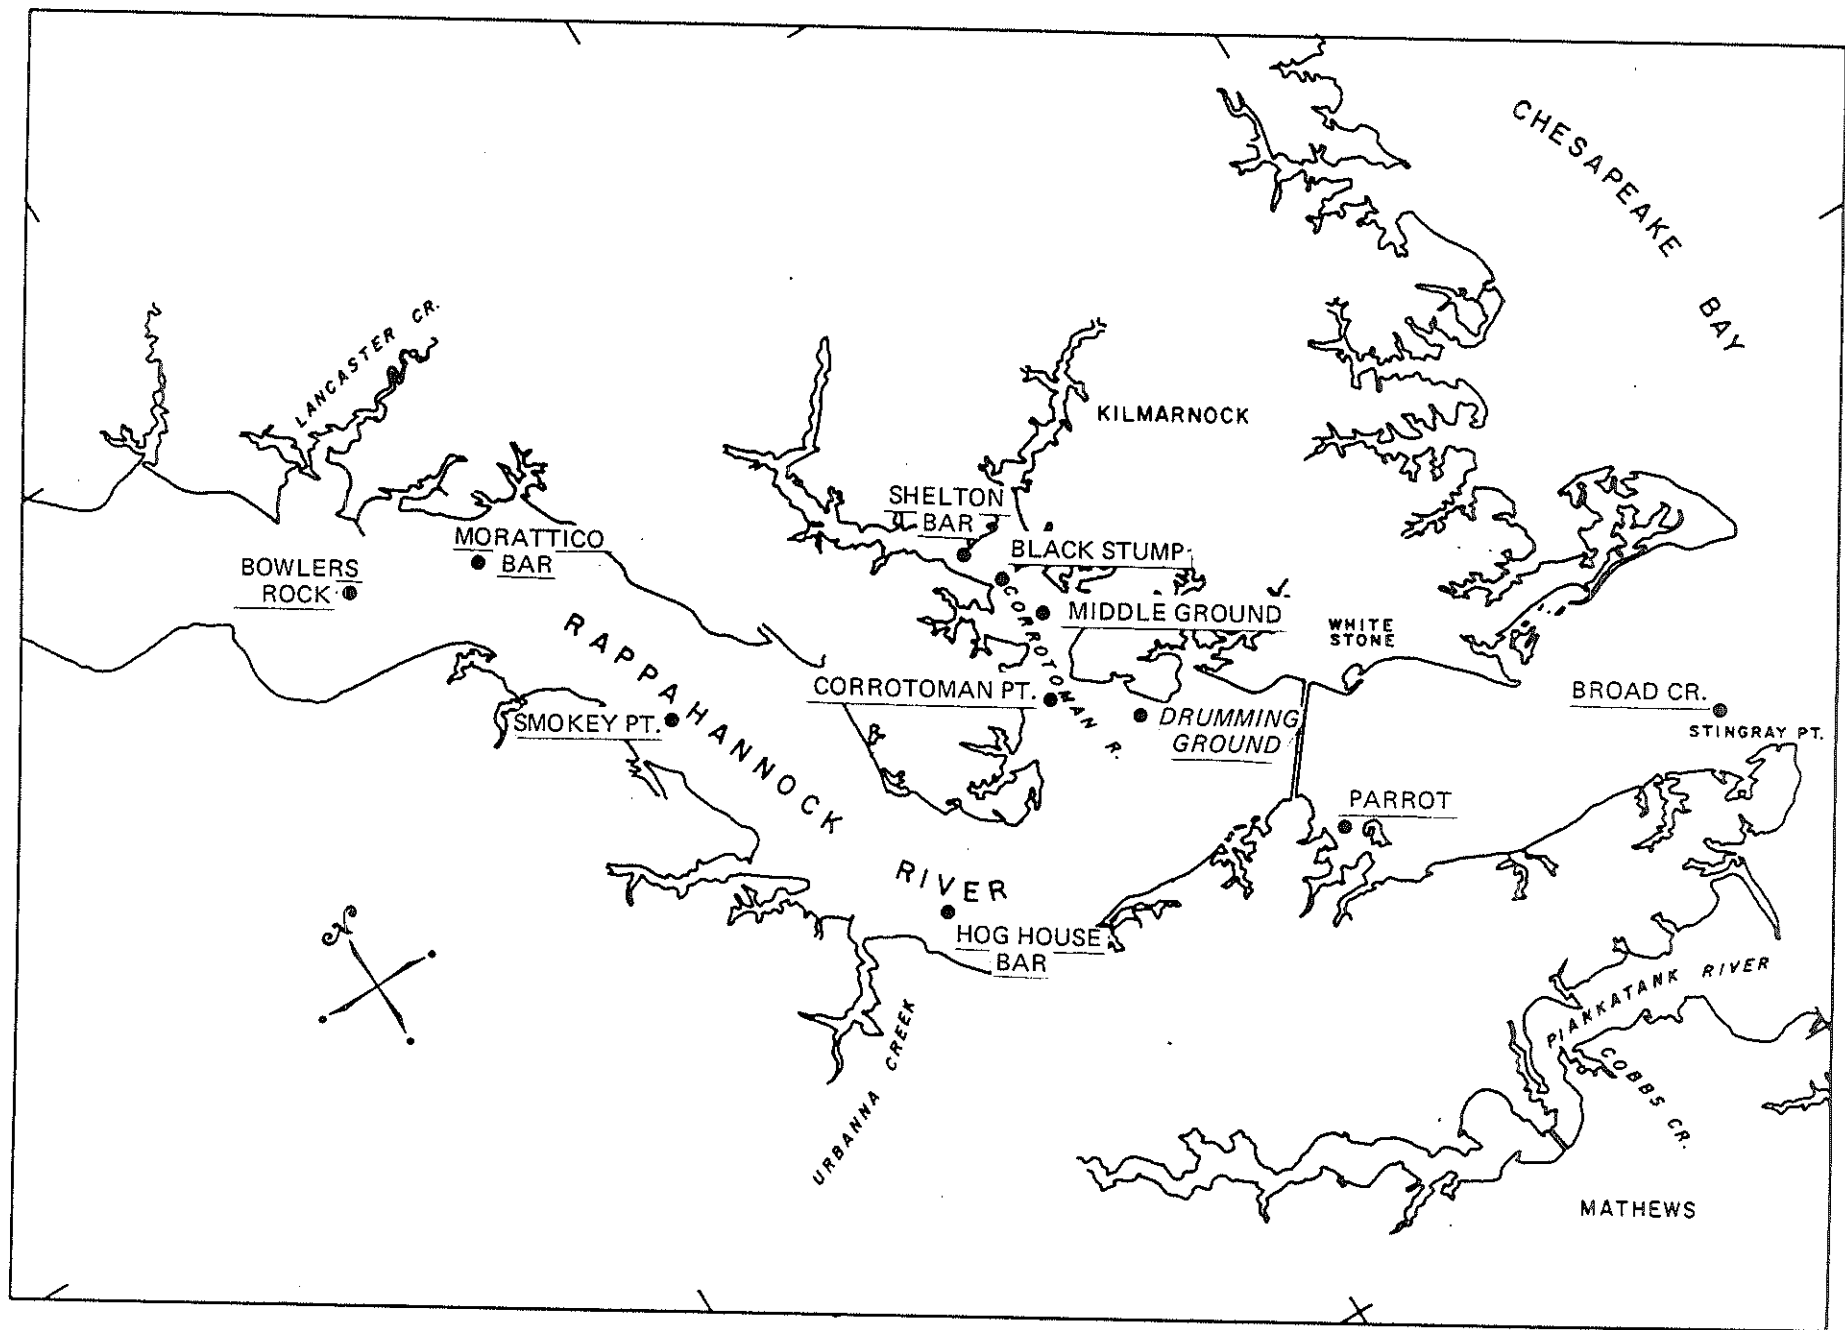 CHESAPEAKE BAY
LANCASTER CR.
KILMARNOCK
SHELTON
BAR
MORATTICO
BAR
BLACK STUMP
BOWLERS
ROCK
CORROTOMAN R.
MIDDLE GROUND
WHITE
STONE
RAPPAHANNOCK
RIVER
CORROTOMAN PT.
BROAD CR.
SMOKEY PT.
DRUMMING
GROUND
STINGRAY PT.
PARROT
HOG HOUSE
BAR
N
URBANNA CREEK
PIANKATANK RIVER
COBBS CR.
MATHEWS